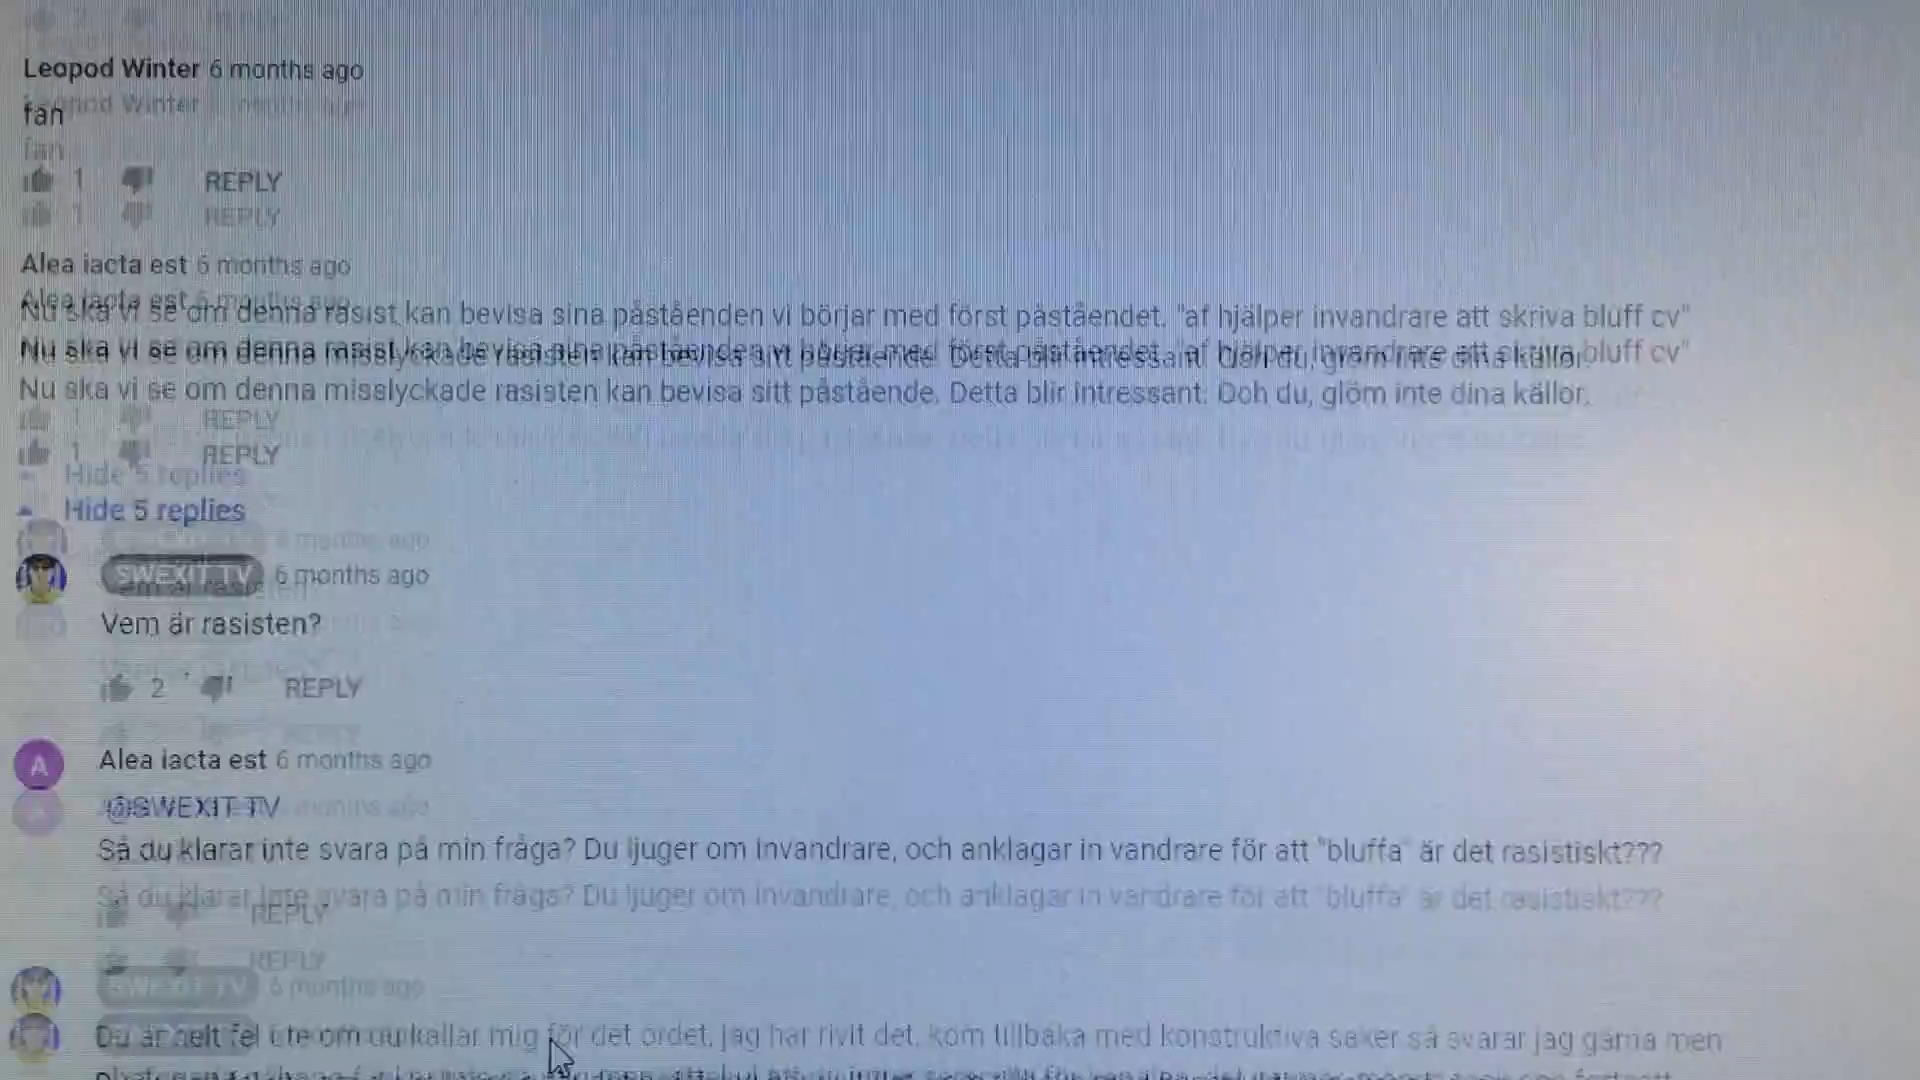 Leopod Winter 6 months ago
fan
1 REPLY
Alea iacta est 6 months ago
Nu ska vi se om denna rasist kan bevisa sina påståenden vi börjar med först påståendet. "af hjälper invandrare att skriva bluff cv"
Nu ska vi se om denna misslyckade rasisten kan bevisa sitt påstående. Detta blir intressant. Och du, glöm inte dina källor.
1 REPLY
Hide 5 replies
SWEXIT TV 6 months ago
Vem är rasisten?
2 REPLY
A
Alea iacta est 6 months ago
@SWEXIT TV
Så du klarar inte svara på min fråga? Du ljuger om invandrare, och anklagar in vandrare för att "bluffa" är det rasistiskt???
REPLY
SWEXIT TV 6 months ago
Du är helt fel ute om du kallar mig för det ordet, jag har rivit det, kom tillbaka med konstruktiva saker så svarar jag gärna men